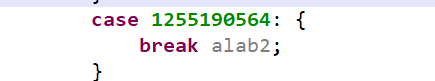 case 1255190564: {
break alab2;
}